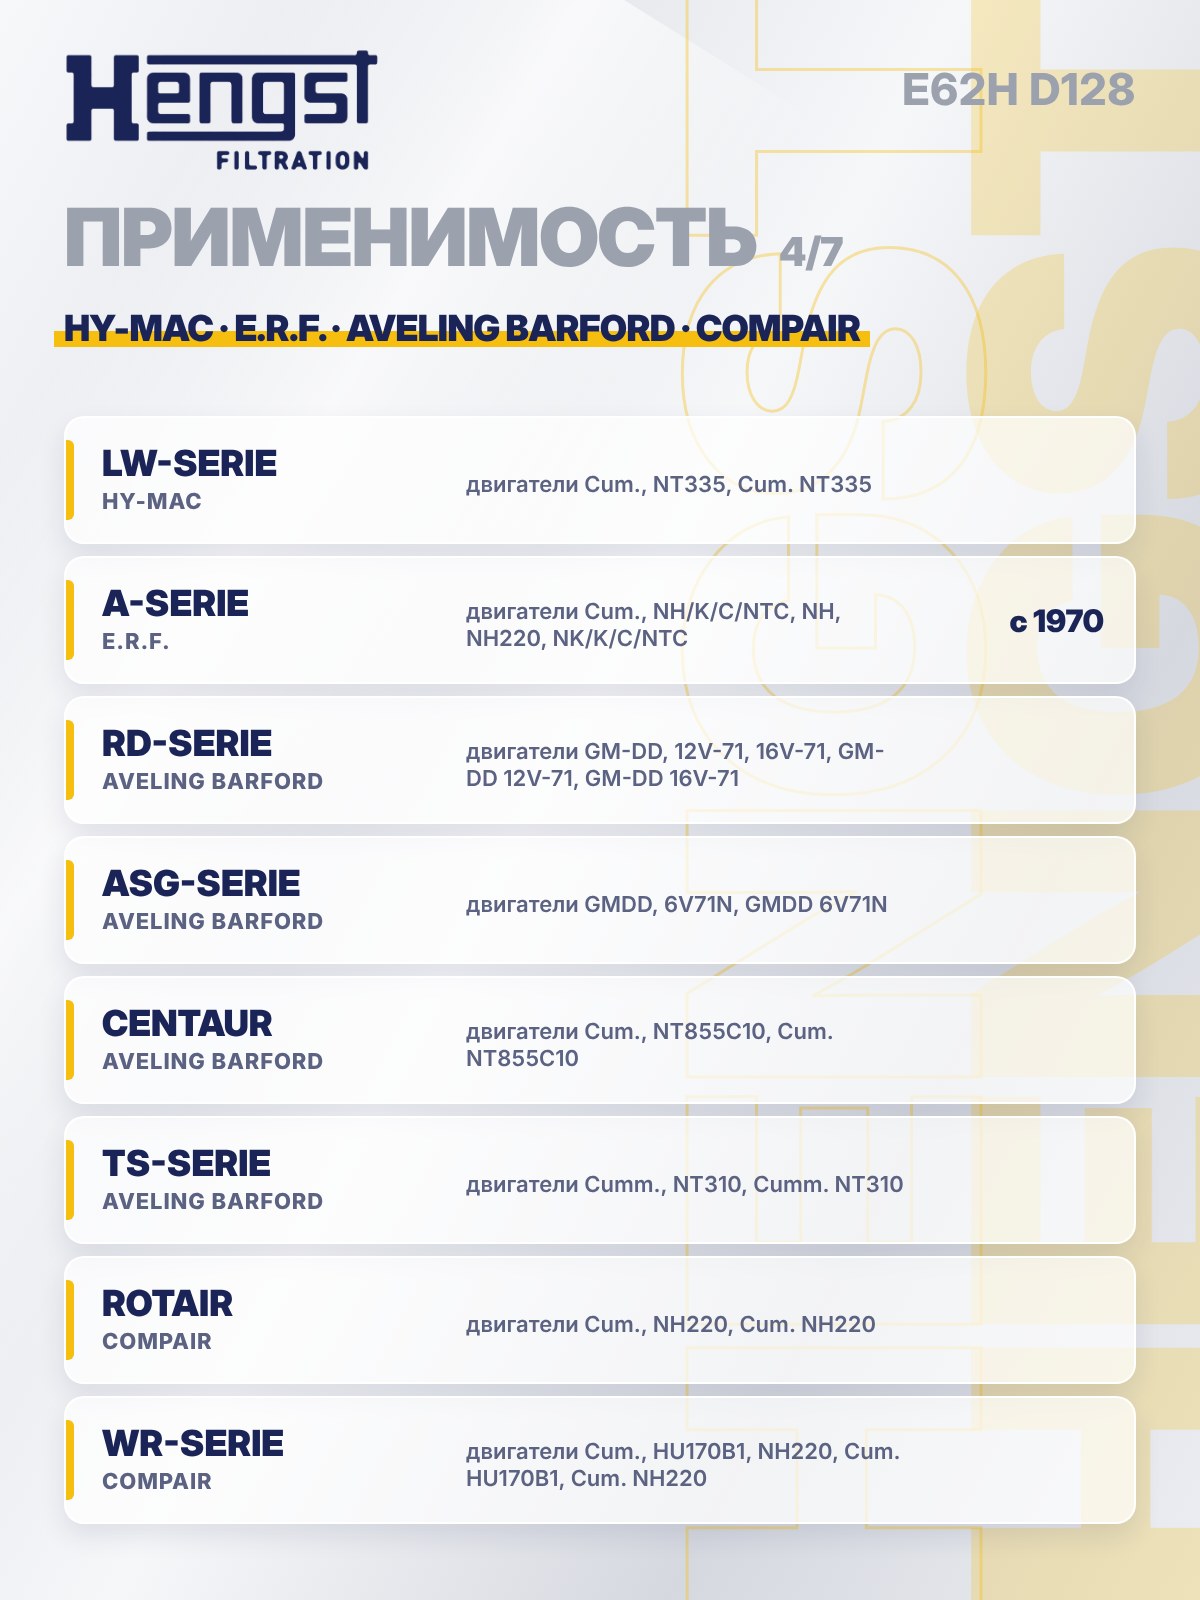 Hengst
FILTRATION
E62H D128
ПРИМЕНИМОСТЬ 4/7
HY-MAC · E.R.F. · AVELING BARFORD · COMPAIR
LW-SERIE
HY-MAC
двигатели Cum., NT335, Cum. NT335
A-SERIE
E.R.F.
двигатели Cum., NH/K/C/NTC, NH,
NH220, NK/K/C/NTC
с 1970
RD-SERIE
AVELING BARFORD
двигатели GM-DD, 12V-71, 16V-71, GM-
DD 12V-71, GM-DD 16V-71
ASG-SERIE
AVELING BARFORD
двигатели GMDD, 6V71N, GMDD 6V71N
CENTAUR
AVELING BARFORD
двигатели Cum., NT855C10, Cum.
NT855C10
TS-SERIE
AVELING BARFORD
двигатели Cumm., NT310, Cumm. NT310
ROTAIR
COMPAIR
двигатели Cum., NH220, Cum. NH220
WR-SERIE
COMPAIR
двигатели Cum., HU170B1, NH220, Cum.
HU170B1, Cum. NH220
HENGST
HENGST